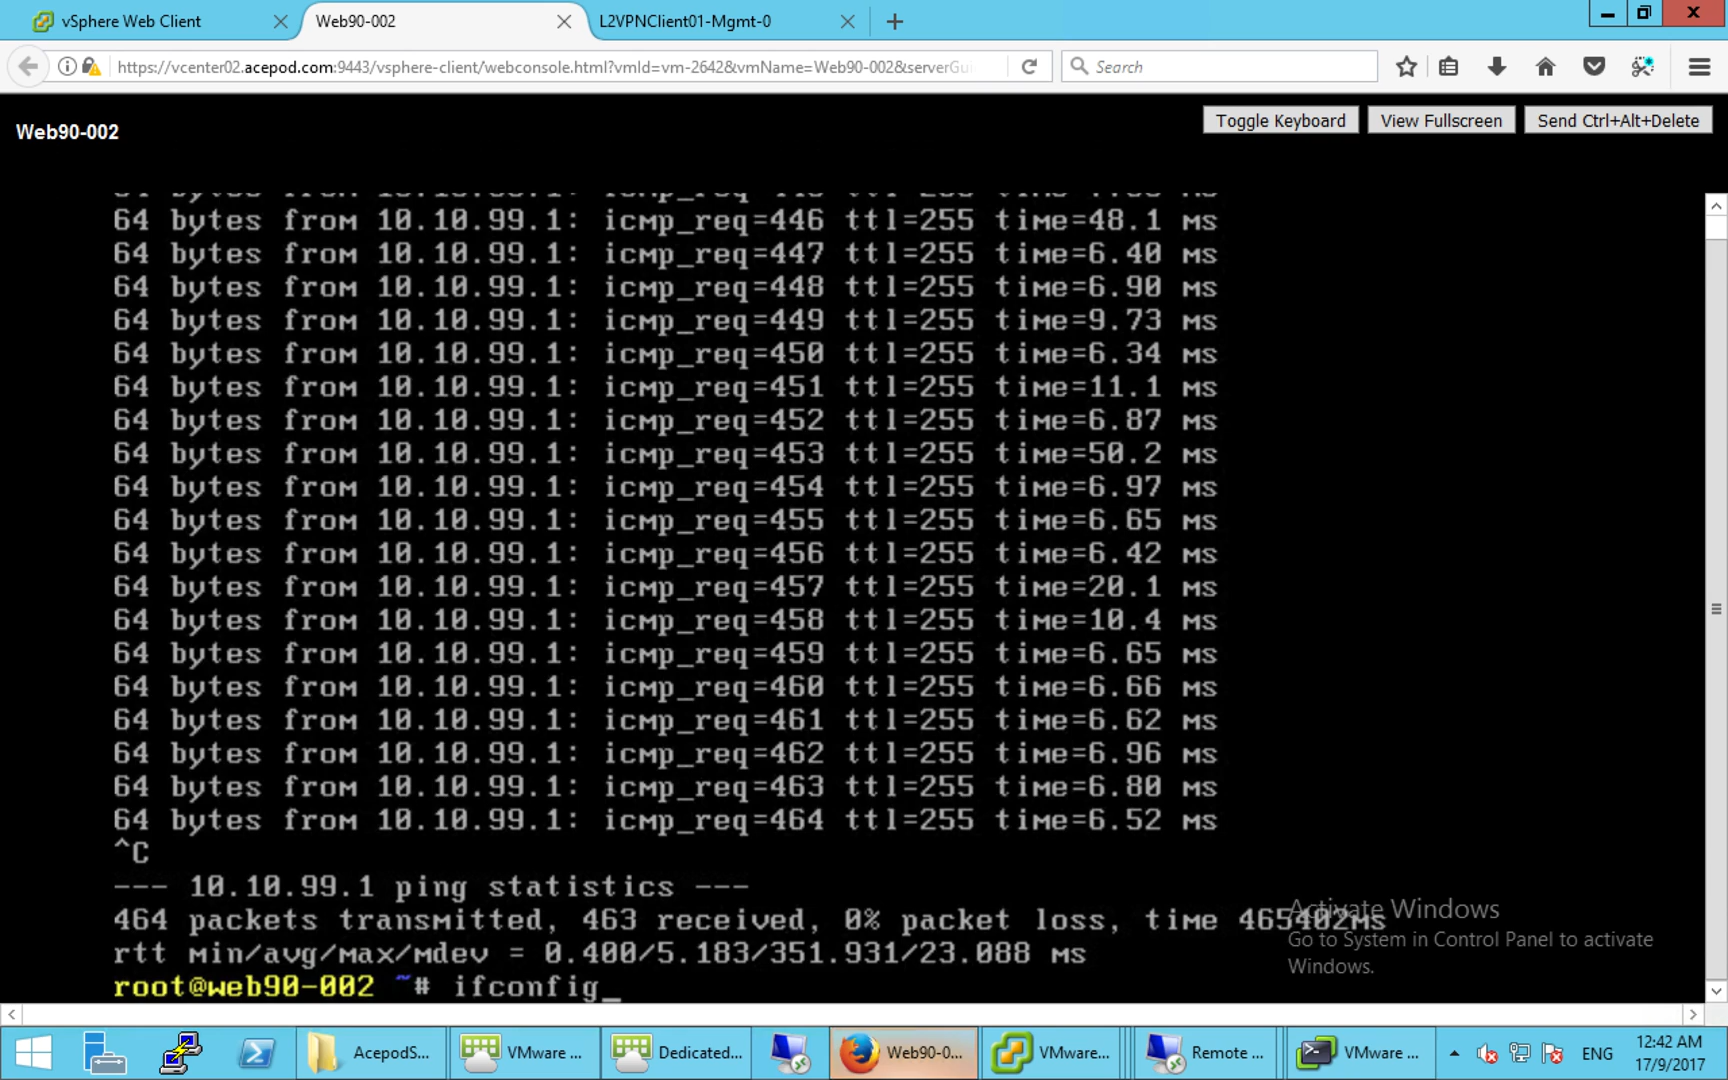 vSphere Web Client
Web90-002
L2VPNClient01-Mgmt-0
https://vcenter02.acepod.com:9443/vsphere-client/webconsole.html?vmId=vm-2642&vmName=Web90-002&serverGu
Search
Web90-002
Toggle Keyboard
View Fullscreen
Send Ctrl+Alt+Delete
64 bytes from 10.10.99.1: icmp_req=446 ttl=255 time=48.1 ms
64 bytes from 10.10.99.1: icmp_req=447 ttl=255 time=6.40 ms
64 bytes from 10.10.99.1: icmp_req=448 ttl=255 time=6.90 ms
64 bytes from 10.10.99.1: icmp_req=449 ttl=255 time=9.73 ms
64 bytes from 10.10.99.1: icmp_req=450 ttl=255 time=6.34 ms
64 bytes from 10.10.99.1: icmp_req=451 ttl=255 time=11.1 ms
64 bytes from 10.10.99.1: icmp_req=452 ttl=255 time=6.87 ms
64 bytes from 10.10.99.1: icmp_req=453 ttl=255 time=50.2 ms
64 bytes from 10.10.99.1: icmp_req=454 ttl=255 time=6.97 ms
64 bytes from 10.10.99.1: icmp_req=455 ttl=255 time=6.65 ms
64 bytes from 10.10.99.1: icmp_req=456 ttl=255 time=6.42 ms
64 bytes from 10.10.99.1: icmp_req=457 ttl=255 time=20.1 ms
64 bytes from 10.10.99.1: icmp_req=458 ttl=255 time=10.4 ms
64 bytes from 10.10.99.1: icmp_req=459 ttl=255 time=6.65 ms
64 bytes from 10.10.99.1: icmp_req=460 ttl=255 time=6.66 ms
64 bytes from 10.10.99.1: icmp_req=461 ttl=255 time=6.62 ms
64 bytes from 10.10.99.1: icmp_req=462 ttl=255 time=6.96 ms
64 bytes from 10.10.99.1: icmp_req=463 ttl=255 time=6.80 ms
64 bytes from 10.10.99.1: icmp_req=464 ttl=255 time=6.52 ms
^C
--- 10.10.99.1 ping statistics ---
464 packets transmitted, 463 received, 0% packet loss, time 465402ms
rtt min/avg/max/mdev = 0.400/5.183/351.931/23.088 ms
root@web90-002 ~# ifconfig_
Activate Windows
Go to System in Control Panel to activate
Windows.
AcepodS...
VMware ...
Dedicated...
Web90-0...
VMware...
Remote ...
VMware ...
ENG
12:42 AM
17/9/2017